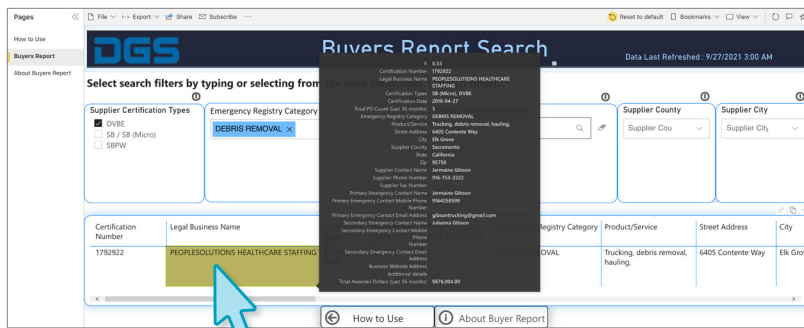 Pages
File
Export
Share
Subscribe
Reset to default
Bookmarks
View
How to Use
Buyers Report
About Buyers Report
DGS
Buyers Report Search
Data Last Refreshed : 9/27/2021 3:00 AM
Select search filters by typing or selecting from
Supplier Certification Types
DVBE
SB / SB (Micro)
SBPW
Emergency Registry Category
DEBRIS REMOVAL ×
Supplier County
Supplier Cou
Supplier City
Supplier City
R 0.33
Certification Number 1792922
Legal Business Name PEOPLESOLUTIONS HEALTHCARE
STAFFING
Certification Types SB (Micro), DVBE
Certification Date 2018-04-27
Total PO Count (Last 36 months) 5
Emergency Registry Category DEBRIS REMOVAL
Product/Service Trucking, debris removal, hauling,
Street Address 6405 Contente Way
City Elk Grove
Supplier County Sacramento
State California
Zip 95758
Supplier Contact Name Jermaine Gibson
Supplier Phone Number 916-753-2222
Supplier Fax Number
Primary Emergency Contact Name Jermaine Gibson
Primary Emergency Contact Mobile Phone 9164258598
Number
Primary Emergency Contact Email Address gibsontrucking@gmail.com
Secondary Emergency Contact Name Julianna Gibson
Secondary Emergency Contact Mobile
Phone
Number
Secondary Emergency Contact Email
Address
Business Website Address
Additional details
Total Awarded Dollars (Last 36 months) $676,004.00
Certification
Number
Legal Business Name
Registry Category
Product/Service
Street Address
City
1792922
PEOPLESOLUTIONS HEALTHCARE STAFFING
OVAL
Trucking, debris removal,
hauling,
6405 Contente Way
Elk Gro
How to Use
About Buyer Report